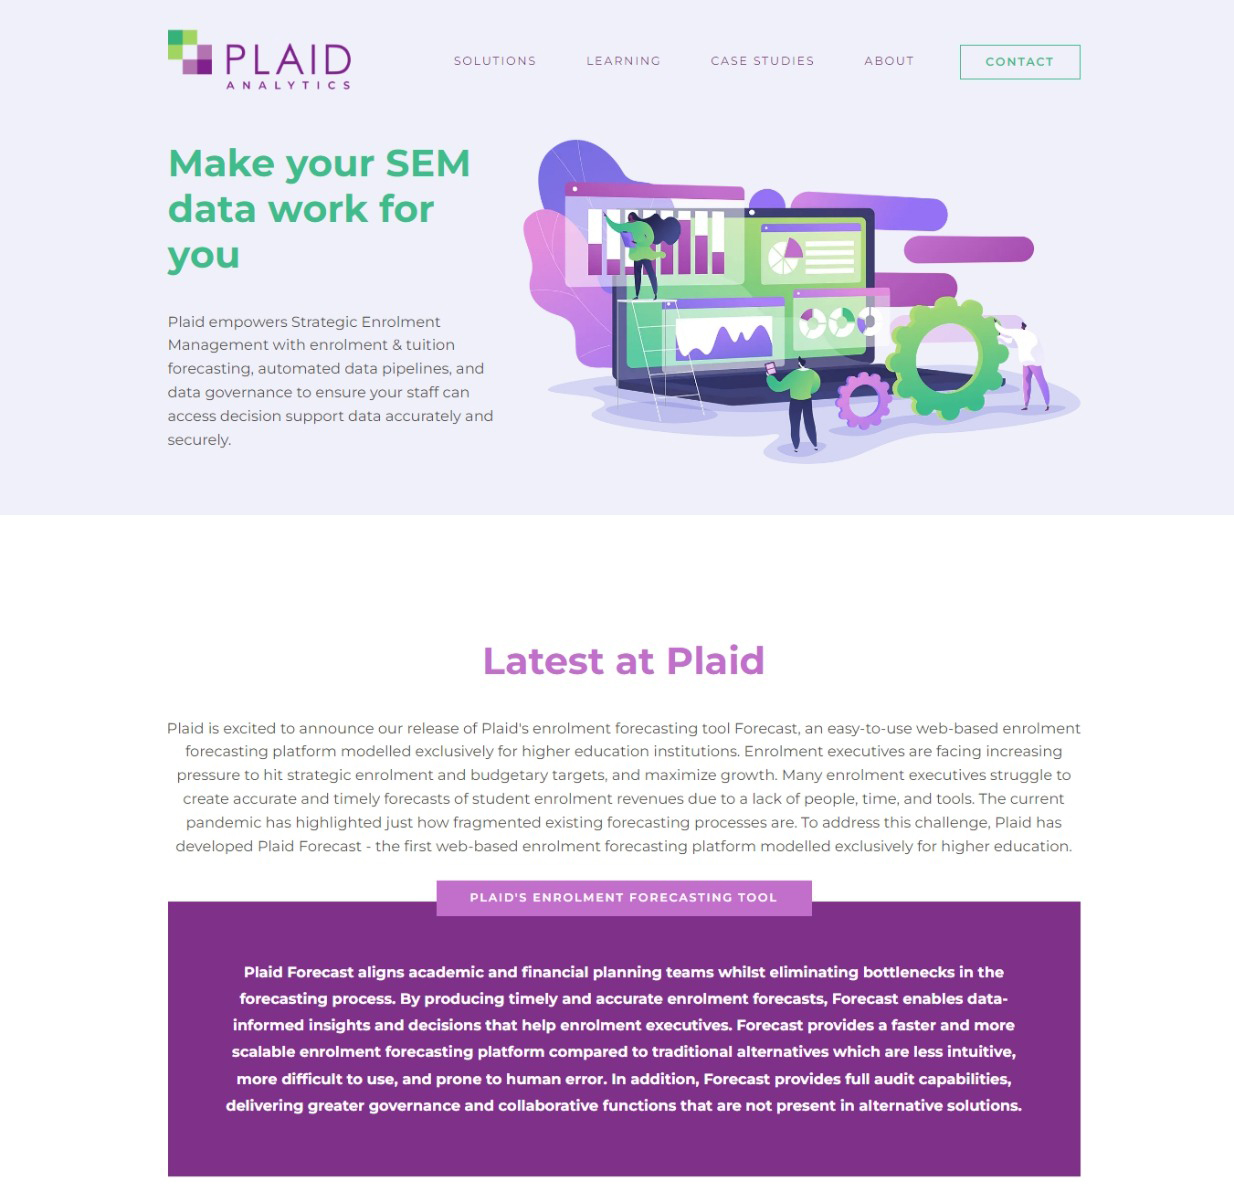 PLAID
ANALYTICS
SOLUTIONS
LEARNING
CASE STUDIES
ABOUT
CONTACT
Make your SEM
data work for
you
Plaid empowers Strategic Enrolment
Management with enrolment & tuition
forecasting, automated data pipelines, and
data governance to ensure your staff can
access decision support data accurately and
securely.
Latest at Plaid
Plaid is excited to announce our release of Plaid's enrolment forecasting tool Forecast, an easy-to-use web-based enrolment
forecasting platform modelled exclusively for higher education institutions. Enrolment executives are facing increasing
pressure to hit strategic enrolment and budgetary targets, and maximize growth. Many enrolment executives struggle to
create accurate and timely forecasts of student enrolment revenues due to a lack of people, time, and tools. The current
pandemic has highlighted just how fragmented existing forecasting processes are. To address this challenge, Plaid has
developed Plaid Forecast - the first web-based enrolment forecasting platform modelled exclusively for higher education.
PLAID'S ENROLMENT FORECASTING TOOL
Plaid Forecast aligns academic and financial planning teams whilst eliminating bottlenecks in the
forecasting process. By producing timely and accurate enrolment forecasts, Forecast enables data-
informed insights and decisions that help enrolment executives. Forecast provides a faster and more
scalable enrolment forecasting platform compared to traditional alternatives which are less intuitive,
more difficult to use, and prone to human error. In addition, Forecast provides full audit capabilities,
delivering greater governance and collaborative functions that are not present in alternative solutions.